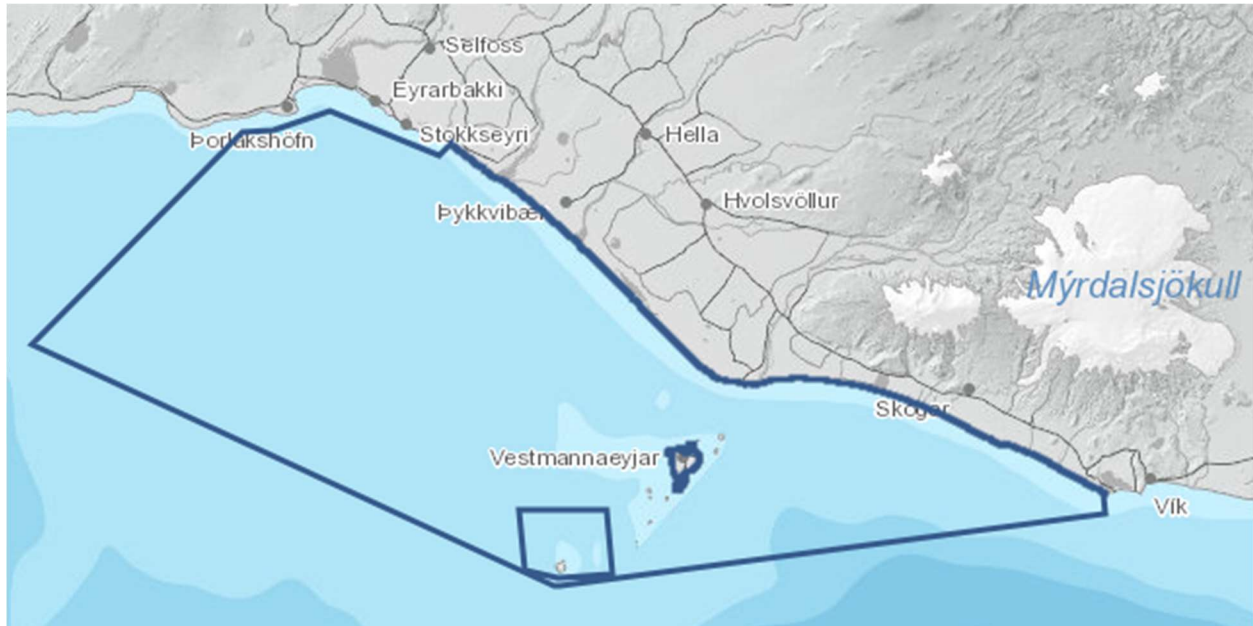 Selfoss
Eyrarbakki
Þorlákshöfn
Stokkseyri
Hella
Þykkvibær
Hvolsvöllur
Mýrdalsjökull
Skógar
Vestmannaeyjar
Vík